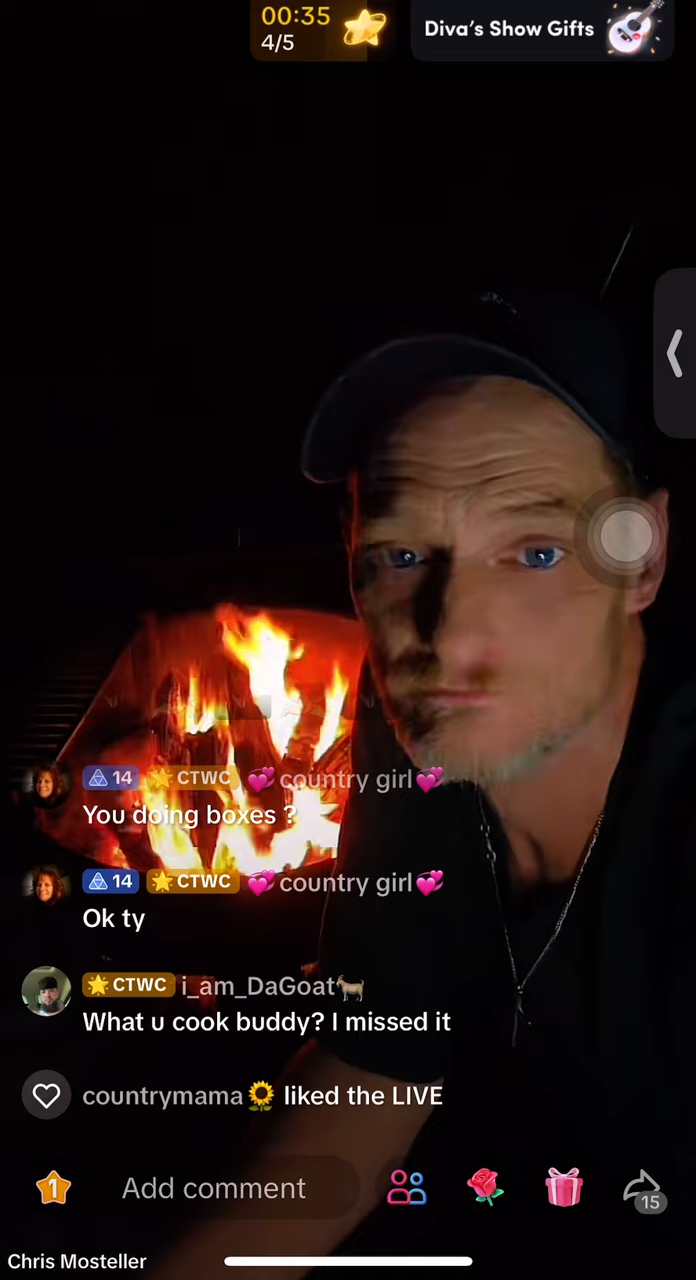 00:35
4/5
Diva's Show Gifts
14 CTWC 💞country girl💞
You doing boxes ?
14 🌟CTWC 💞country girl💞
Ok ty
🌟CTWC i_am_DaGoat🐐
What u cook buddy? I missed it
countrymama🌻 liked the LIVE
1
Add comment
15
Chris Mosteller